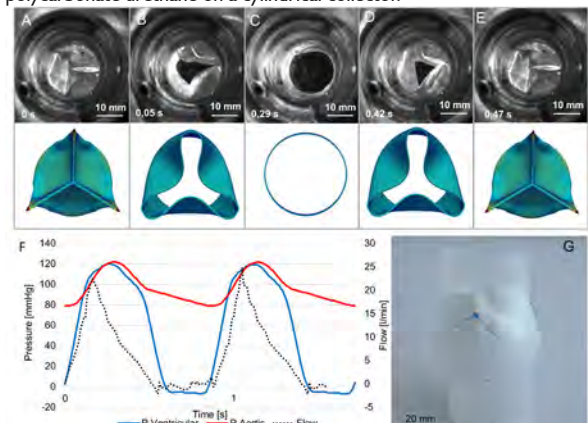 polycarbonate urethane on a cylindrical collector.
A B C D E
10 mm 10 mm 10 mm 10 mm 10 mm
0 s 0,05 s 0,29 s 0,42 s 0,47 s
F
140
120
100
80
60
40
20
0
-20
Pressure [mmHg]
30
25
20
15
10
5
0
-5
Flow [l/min]
0 1
Time [s]
P Ventricular P Aortic Flow
G
20 mm